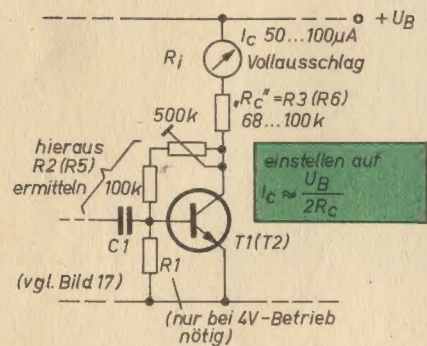 + U_B
I_C 50...100µA
R_i
Vollausschlag
"R_C" = R3 (R6)
68...100k
500k
hieraus
R2 (R5)
ermitteln
100k
einstellen auf
I_C ≈ U_B / 2R_C
C1
T1 (T2)
R1
(vgl. Bild 17)
(nur bei 4V-Betrieb
nötig)